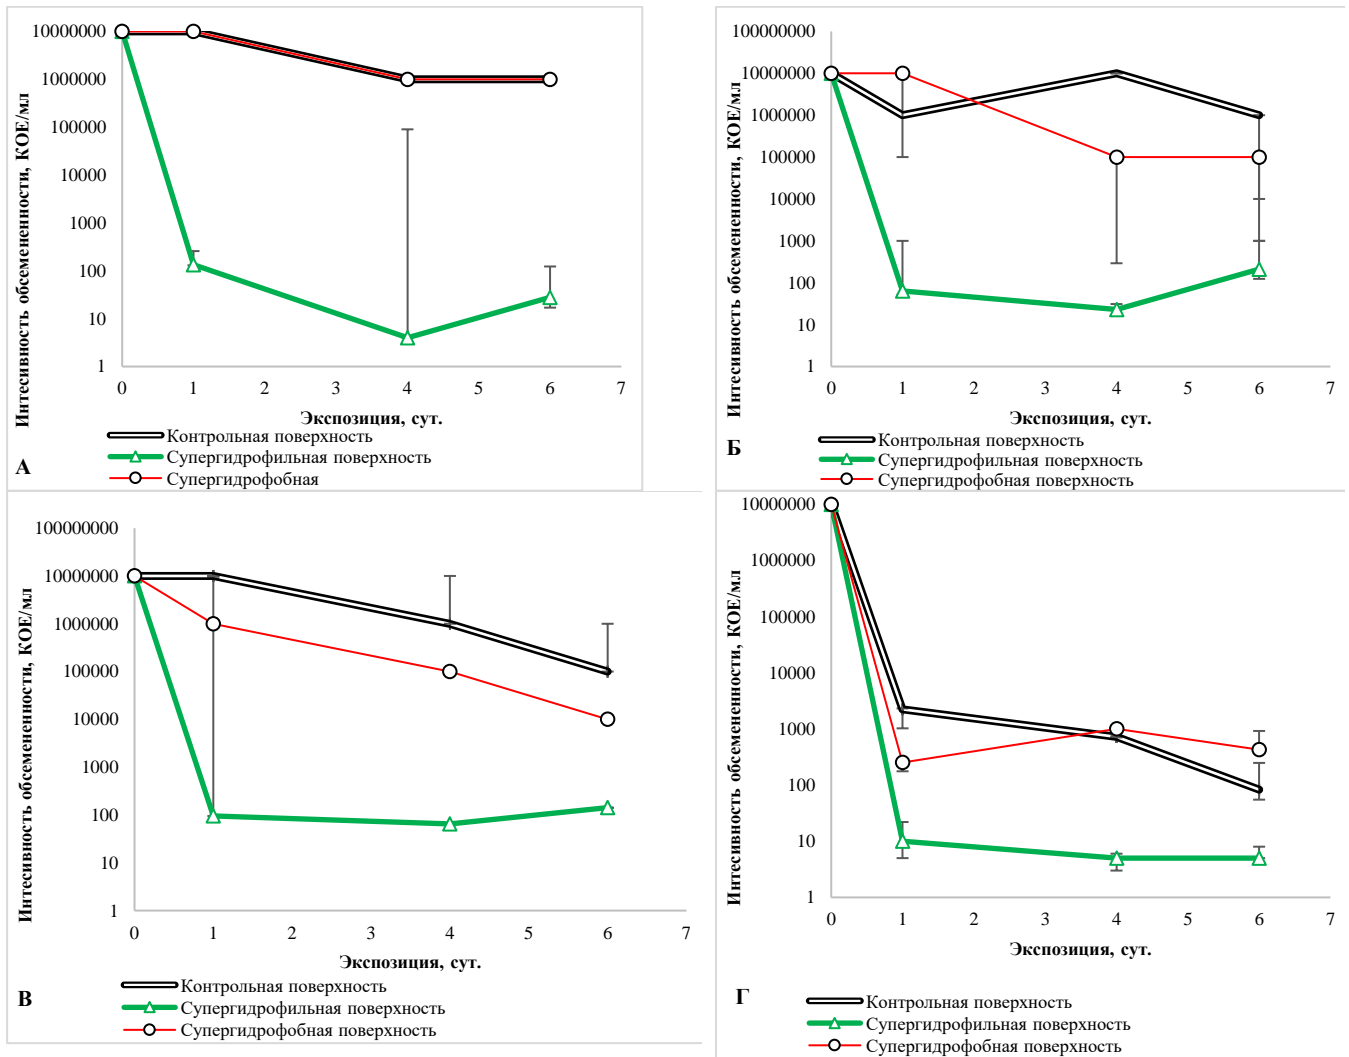 Интесивность обсемененности, КОЕ/мл
10000000
1000000
100000
10000
1000
100
10
1
0 1 2 3 4 5 6 7
Экспозиция, сут.
Контрольная поверхность
Супергидрофильная поверхность
Супергидрофобная
А
Интесивность обсемененности, КОЕ/мл
100000000
10000000
1000000
100000
10000
1000
100
10
1
0 1 2 3 4 5 6 7
Экспозиция, сут.
Контрольная поверхность
Супергидрофильная поверхность
Супергидрофобная поверхность
Б
Интесивность обсемененности, КОЕ/мл
100000000
10000000
1000000
100000
10000
1000
100
10
1
0 1 2 3 4 5 6 7
Экспозиция, сут.
Контрольная поверхность
Супергидрофильная поверхность
Супергидрофобная поверхность
В
Интесивность обсемененности, КОЕ/мл
10000000
1000000
100000
10000
1000
100
10
1
0 1 2 3 4 5 6 7
Экспозиция, сут.
Контрольная поверхность
Супергидрофильная поверхность
Супергидрофобная поверхность
Г